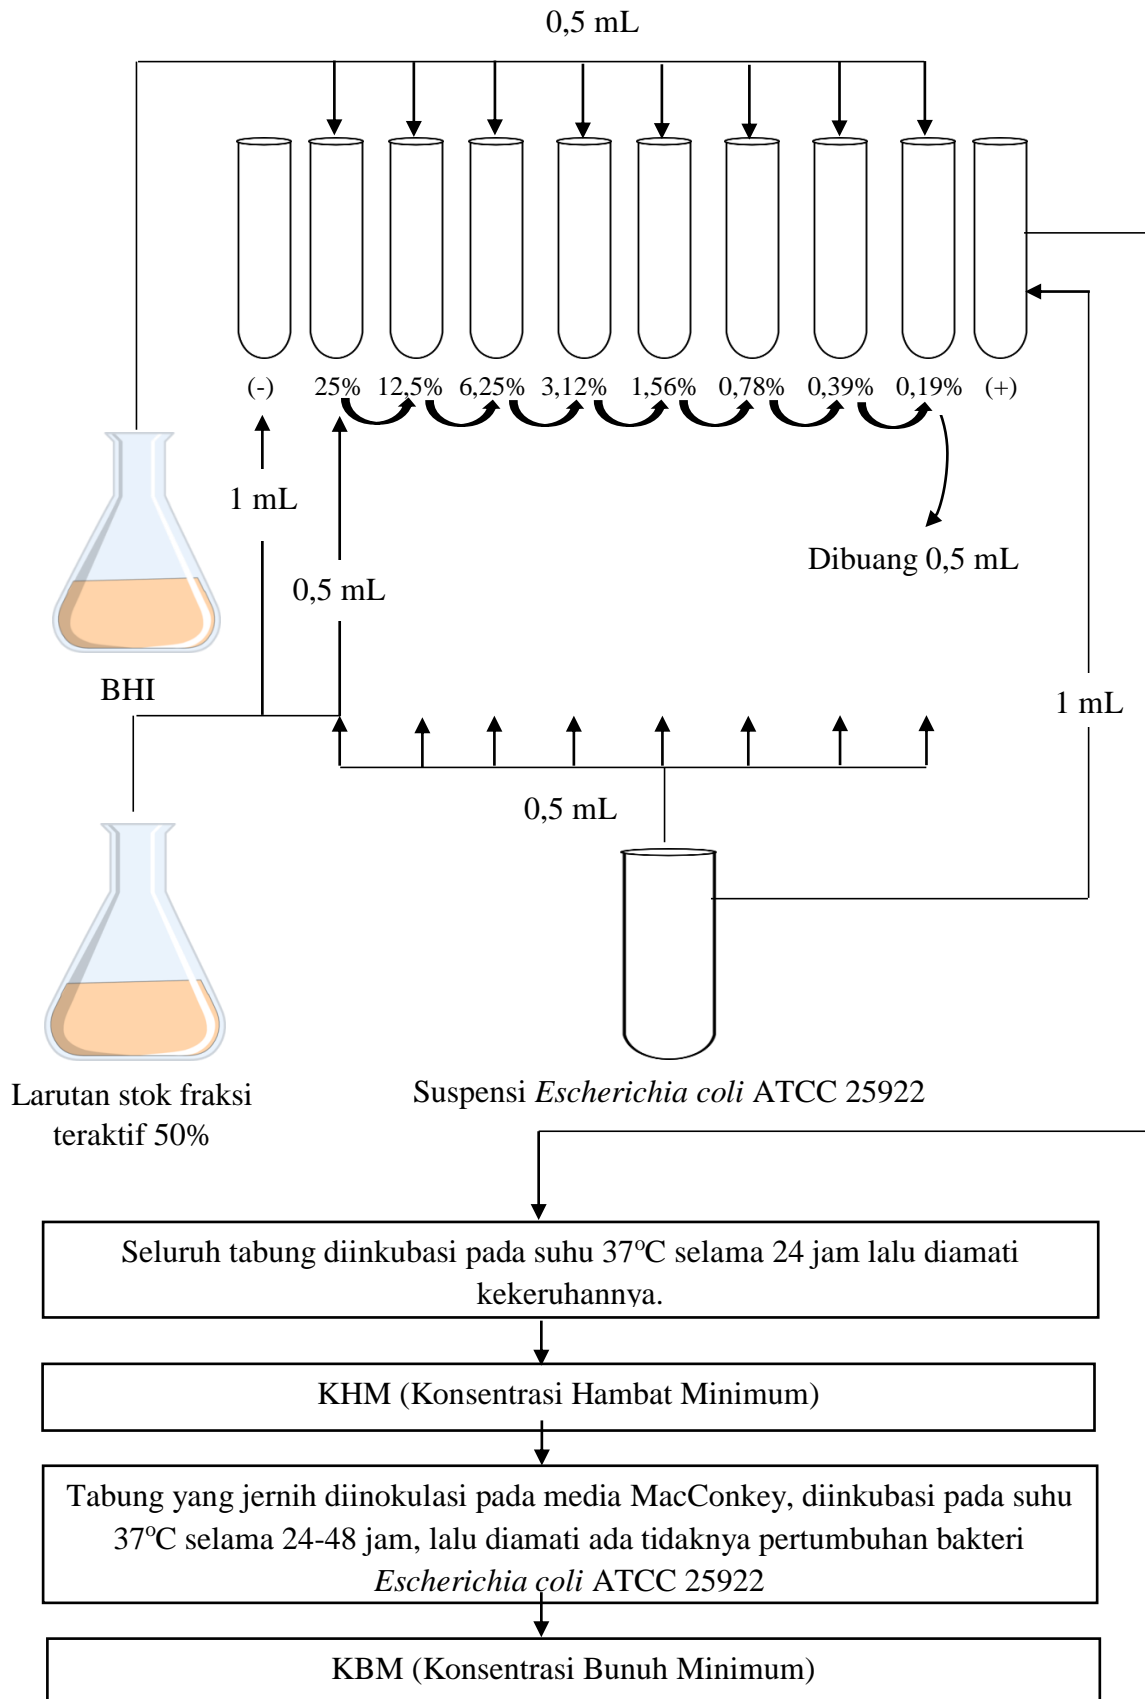 0,5 mL
(-) 25% 12,5% 6,25% 3,12% 1,56% 0,78% 0,39% 0,19% (+)
1 mL
0,5 mL
Dibuang 0,5 mL
BHI
1 mL
0,5 mL
Larutan stok fraksi
teraktif 50%
Suspensi Escherichia coli ATCC 25922
Seluruh tabung diinkubasi pada suhu 37°C selama 24 jam lalu diamati
kekeruhannya.
KHM (Konsentrasi Hambat Minimum)
Tabung yang jernih diinokulasi pada media MacConkey, diinkubasi pada suhu
37°C selama 24-48 jam, lalu diamati ada tidaknya pertumbuhan bakteri
Escherichia coli ATCC 25922
KBM (Konsentrasi Bunuh Minimum)